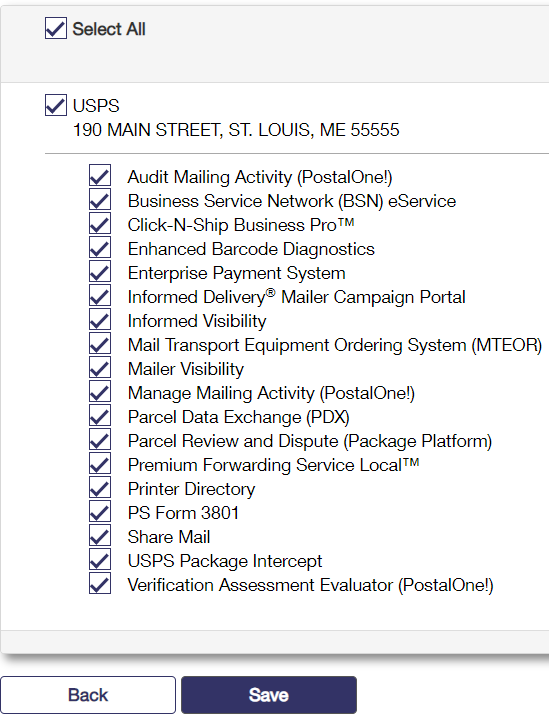 Select All
USPS
190 MAIN STREET, ST. LOUIS, ME 55555
Audit Mailing Activity (PostalOne!)
Business Service Network (BSN) eService
Click-N-Ship Business Pro™
Enhanced Barcode Diagnostics
Enterprise Payment System
Informed Delivery® Mailer Campaign Portal
Informed Visibility
Mail Transport Equipment Ordering System (MTEOR)
Mailer Visibility
Manage Mailing Activity (PostalOne!)
Parcel Data Exchange (PDX)
Parcel Review and Dispute (Package Platform)
Premium Forwarding Service Local™
Printer Directory
PS Form 3801
Share Mail
USPS Package Intercept
Verification Assessment Evaluator (PostalOne!)
Back Save